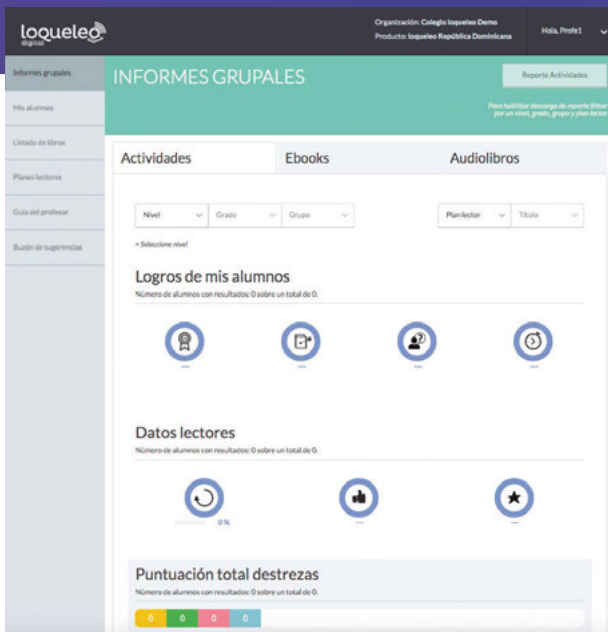 loqueleo
digital
Organización: Colegio loqueleo Demo
Producto: loqueleo República Dominicana
Hola, Profe1
Informes grupales
Mis alumnos
Listado de libros
Planes lectores
Guía del profesor
Buzón de sugerencias
INFORMES GRUPALES
Reporte Actividades
Para habilitar descarga de reporte filtrar
por un nivel, grado, grupo y plan lector
Actividades
Ebooks
Audiolibros
Nivel
Grado
Grupo
Plan lector
Título
» Seleccione nivel
Logros de mis alumnos
Número de alumnos con resultados: 0 sobre un total de 0.
---
---
---
---
Datos lectores
Número de alumnos con resultados: 0 sobre un total de 0.
0 %
---
---
Puntuación total destrezas
Número de alumnos con resultados: 0 sobre un total de 0.
0 0 0 0